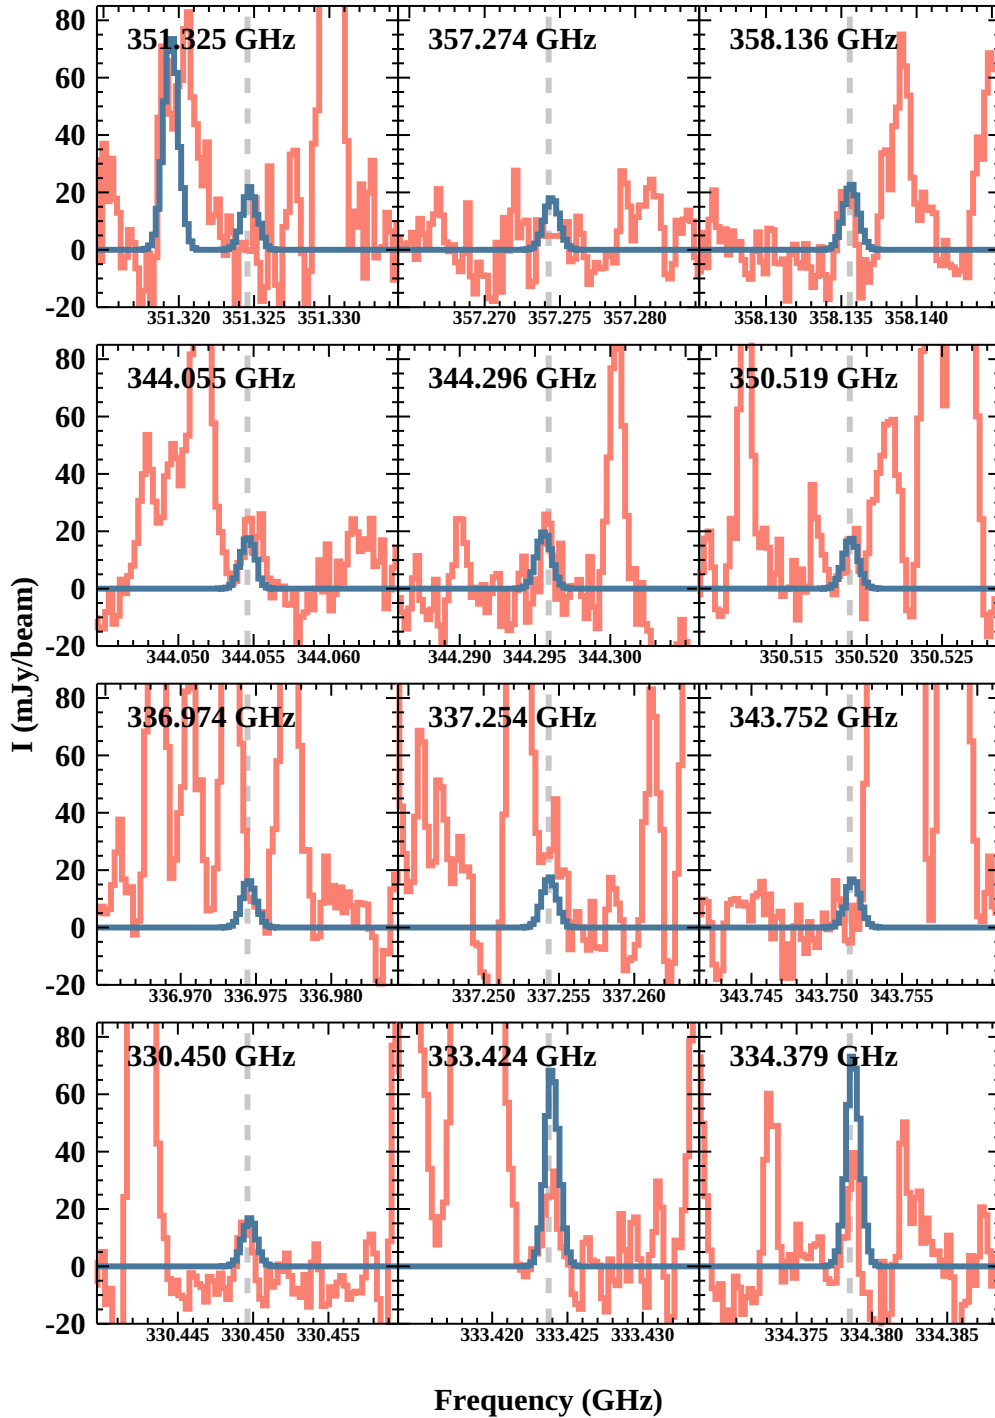 80
60
40
20
0
-20
351.325 GHz
357.274 GHz
358.136 GHz
351.320 351.325 351.330
357.270 357.275 357.280
358.130 358.135 358.140
80
60
40
20
0
-20
344.055 GHz
344.296 GHz
350.519 GHz
344.050 344.055 344.060
344.290 344.295 344.300
350.515 350.520 350.525
I (mJy/beam)
80
60
40
20
0
-20
336.974 GHz
337.254 GHz
343.752 GHz
336.970 336.975 336.980
337.250 337.255 337.260
343.745 343.750 343.755
80
60
40
20
0
-20
330.450 GHz
333.424 GHz
334.379 GHz
330.445 330.450 330.455
333.420 333.425 333.430
334.375 334.380 334.385
Frequency (GHz)